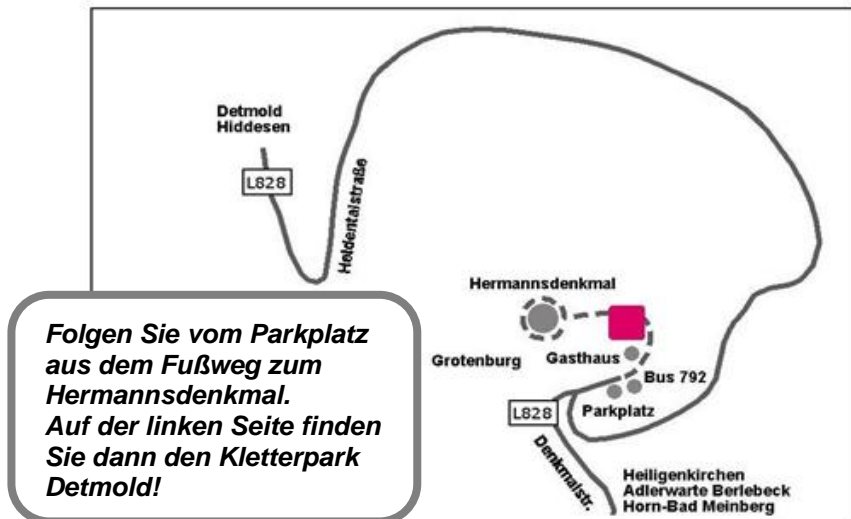 Detmold
Hiddesen
L828
Heldentalstraße
Hermannsdenkmal
Grotenburg
Gasthaus
Bus 792
Parkplatz
L828
Denkmalstr.
Heiligenkirchen
Adlerwarte Berlebeck
Horn-Bad Meinberg
Folgen Sie vom Parkplatz
aus dem Fußweg zum
Hermannsdenkmal.
Auf der linken Seite finden
Sie dann den Kletterpark
Detmold!